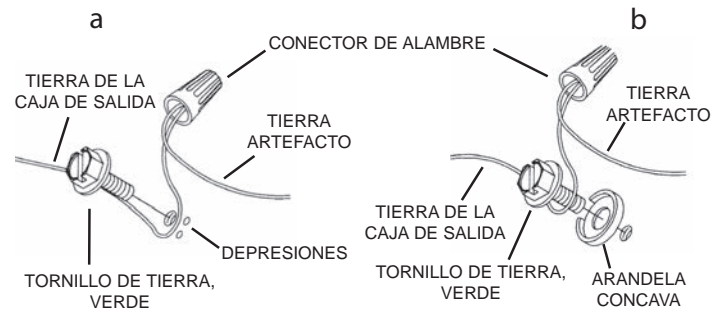 a
b
CONECTOR DE ALAMBRE
TIERRA DE LA
CAJA DE SALIDA
TIERRA
ARTEFACTO
TIERRA
ARTEFACTO
DEPRESIONES
TORNILLO DE TIERRA,
VERDE
TIERRA DE LA
CAJA DE SALIDA
TORNILLO DE TIERRA,
VERDE
ARANDELA
CONCAVA